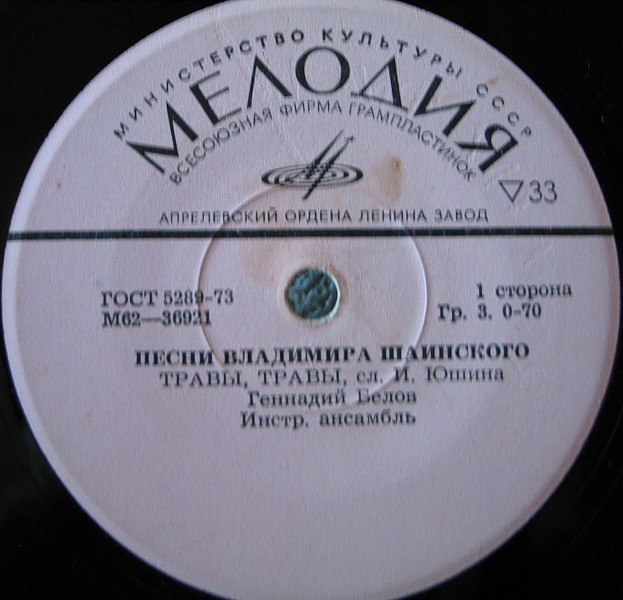 МИНИСТЕРСТВО КУЛЬТУРЫ СССР
МЕЛОДИЯ
ВСЕСОЮЗНАЯ ФИРМА ГРАМПЛАСТИНОК
▽33
АПРЕЛЕВСКИЙ ОРДЕНА ЛЕНИНА ЗАВОД
ГОСТ 5289-73
М62—36921
1 сторона
Гр. 3. 0-70
ПЕСНИ ВЛАДИМИРА ШАИНСКОГО
ТРАВЫ, ТРАВЫ, сл. И. Юшина
Геннадий Белов
Инстр. ансамбль